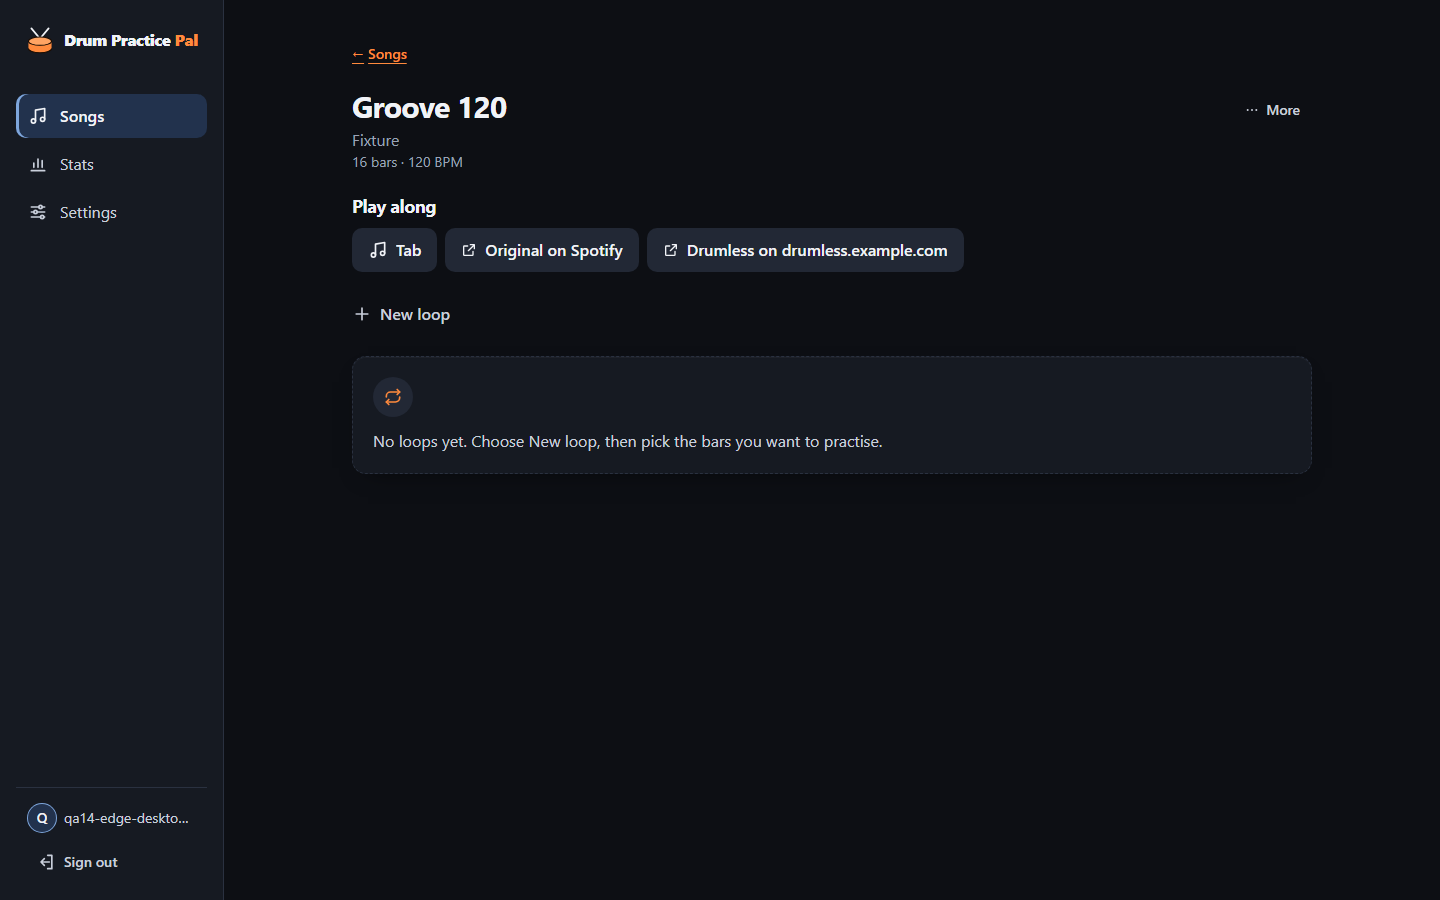 Drum Practice Pal
Songs
Stats
Settings
qa14-edge-deskto...
Q
Sign out
← Songs
Groove 120
Fixture
16 bars · 120 BPM
··· More
Play along
Tab
Original on Spotify
Drumless on drumless.example.com
+ New loop
No loops yet. Choose New loop, then pick the bars you want to practise.